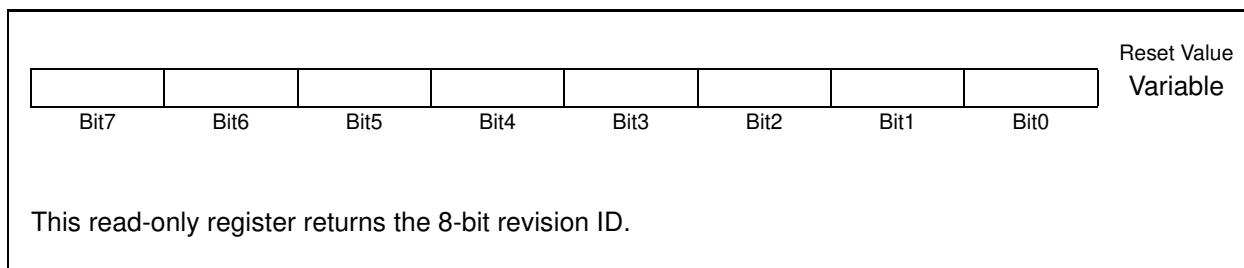 Reset Value
Variable
Bit7 Bit6 Bit5 Bit4 Bit3 Bit2 Bit1 Bit0
This read-only register returns the 8-bit revision ID.